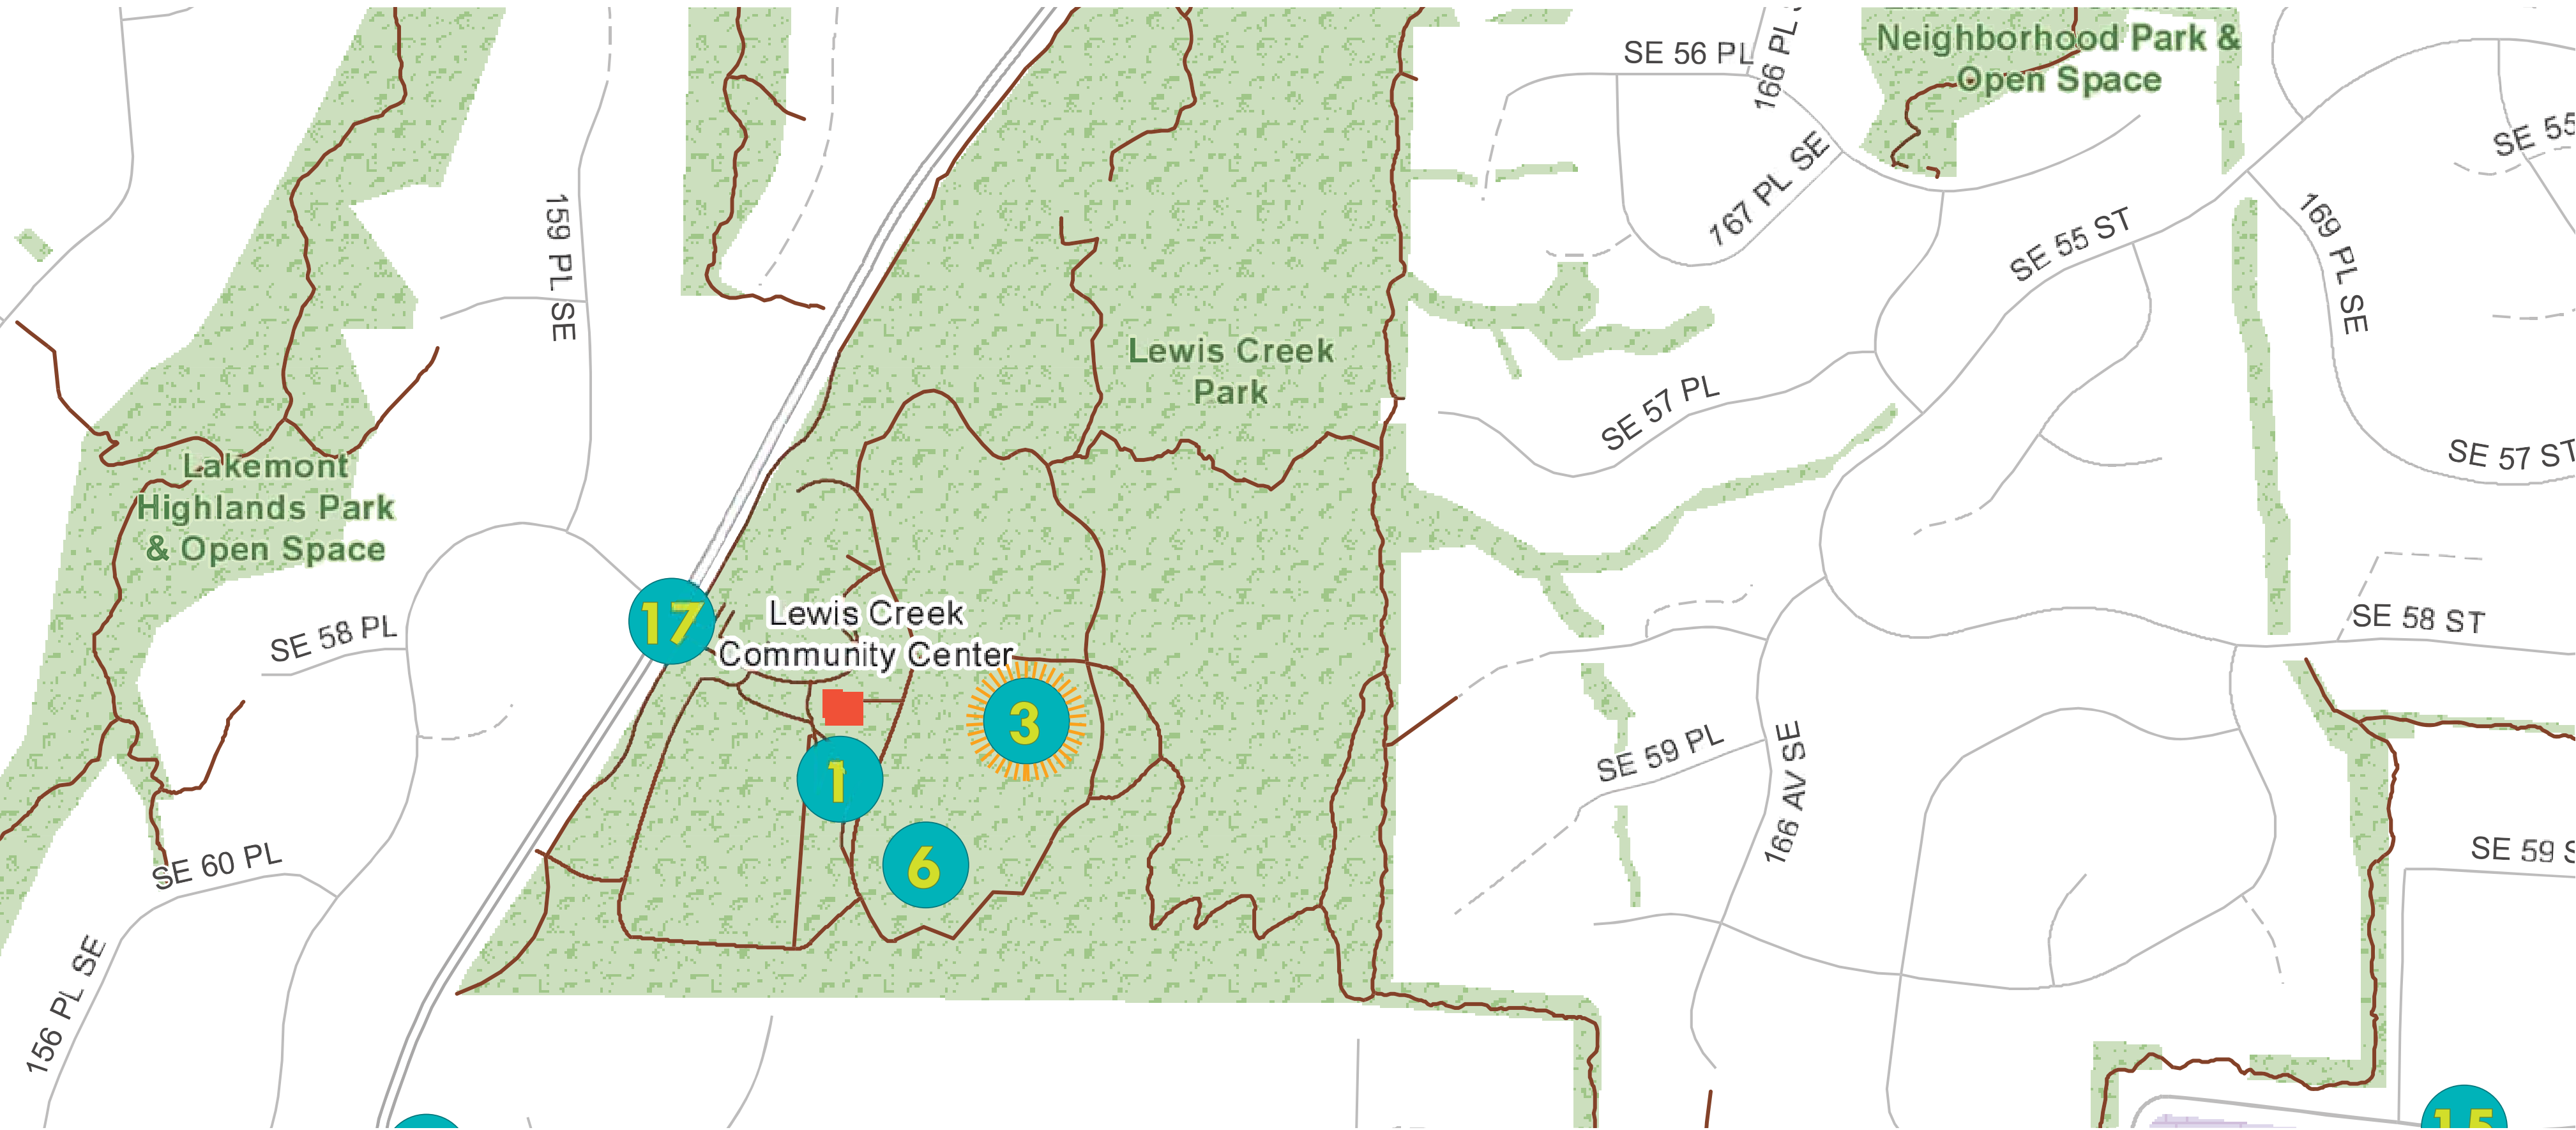 SE 56 PL
166 PL
Neighborhood Park &
Open Space
SE 55
767 PL SE
159 PL SE
SE 55 ST
169 PL SE
Lewis Creek
Park
SE 57 PL
SE 57 ST
Lakemont
Highlands Park
& Open Space
17
Lewis Creek
Community Center
SE 58 PL
SE 58 ST
3
1
6
SE 59 PL
166 AV SE
SE 59 S
SE 60 PL
156 PL SE
15